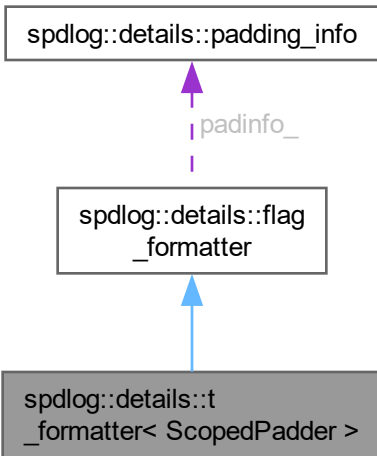 spdlog::details::padding_info
padinfo_
spdlog::details::flag
_formatter
spdlog::details::t
_formatter< ScopedPadder >